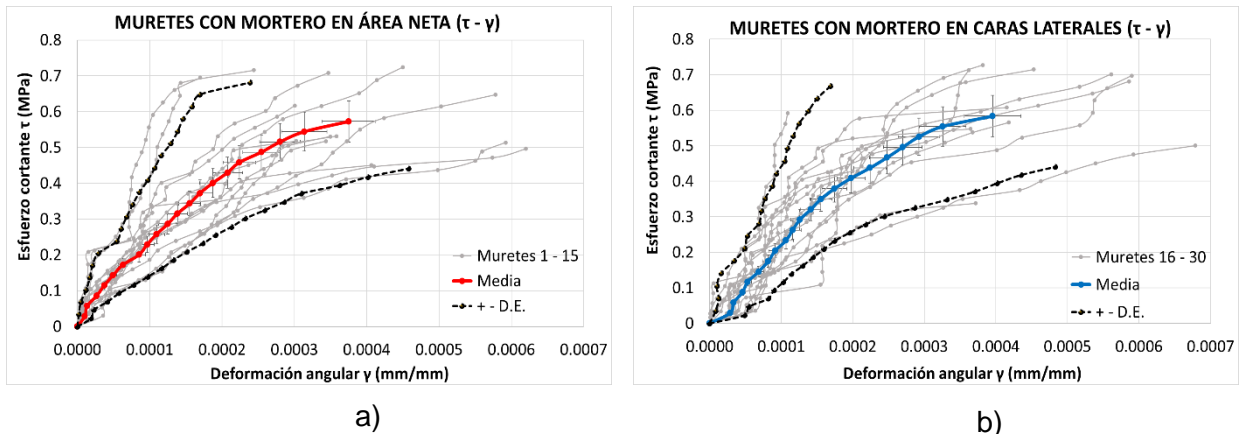 MURETES CON MORTERO EN ÁREA NETA (τ - γ)
Esfuerzo cortante τ (MPa)
0.8
0.7
0.6
0.5
0.4
0.3
0.2
0.1
0
Muretes 1 - 15
Media
+ - D.E.
0.0000 0.0001 0.0002 0.0003 0.0004 0.0005 0.0006 0.0007
Deformación angular γ (mm/mm)
a)
MURETES CON MORTERO EN CARAS LATERALES (τ - γ)
Esfuerzo cortante τ (MPa)
0.8
0.7
0.6
0.5
0.4
0.3
0.2
0.1
0
Muretes 16 - 30
Media
+ - D.E.
0.0000 0.0001 0.0002 0.0003 0.0004 0.0005 0.0006 0.0007
Deformación angular γ (mm/mm)
b)